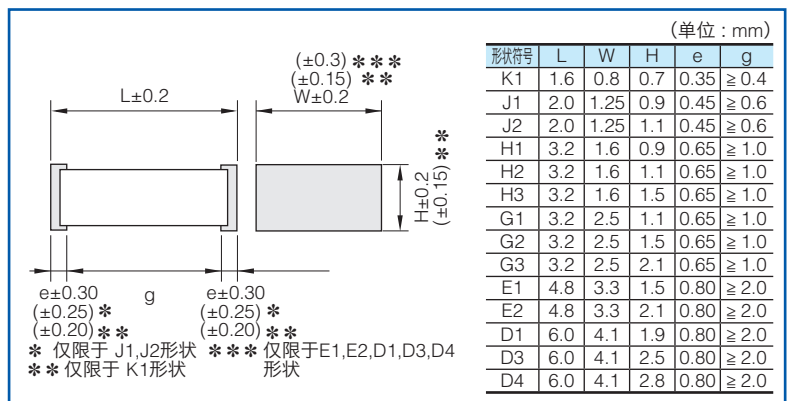 (单位 : mm)
(±0.3) ＊＊＊
(±0.15) ＊＊
L±0.2
W±0.2
H±0.2
(±0.15) ＊＊
e±0.30
(±0.25) ＊
(±0.20) ＊＊
g
e±0.30
(±0.25) ＊
(±0.20) ＊＊
＊ 仅限于 J1,J2形状
＊＊ 仅限于 K1形状
＊＊＊ 仅限于E1,E2,D1,D3,D4
形状
形状符号 L W H e g
K1 1.6 0.8 0.7 0.35 ≧ 0.4
J1 2.0 1.25 0.9 0.45 ≧ 0.6
J2 2.0 1.25 1.1 0.45 ≧ 0.6
H1 3.2 1.6 0.9 0.65 ≧ 1.0
H2 3.2 1.6 1.1 0.65 ≧ 1.0
H3 3.2 1.6 1.5 0.65 ≧ 1.0
G1 3.2 2.5 1.1 0.65 ≧ 1.0
G2 3.2 2.5 1.5 0.65 ≧ 1.0
G3 3.2 2.5 2.1 0.65 ≧ 1.0
E1 4.8 3.3 1.5 0.80 ≧ 2.0
E2 4.8 3.3 2.1 0.80 ≧ 2.0
D1 6.0 4.1 1.9 0.80 ≧ 2.0
D3 6.0 4.1 2.5 0.80 ≧ 2.0
D4 6.0 4.1 2.8 0.80 ≧ 2.0